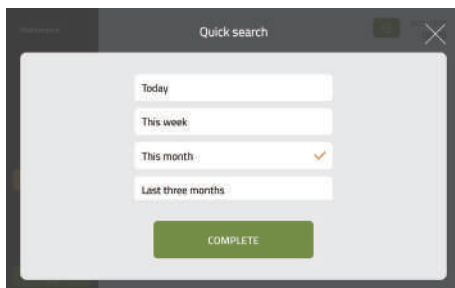 Quick search
Today
This week
This month
Last three months
COMPLETE